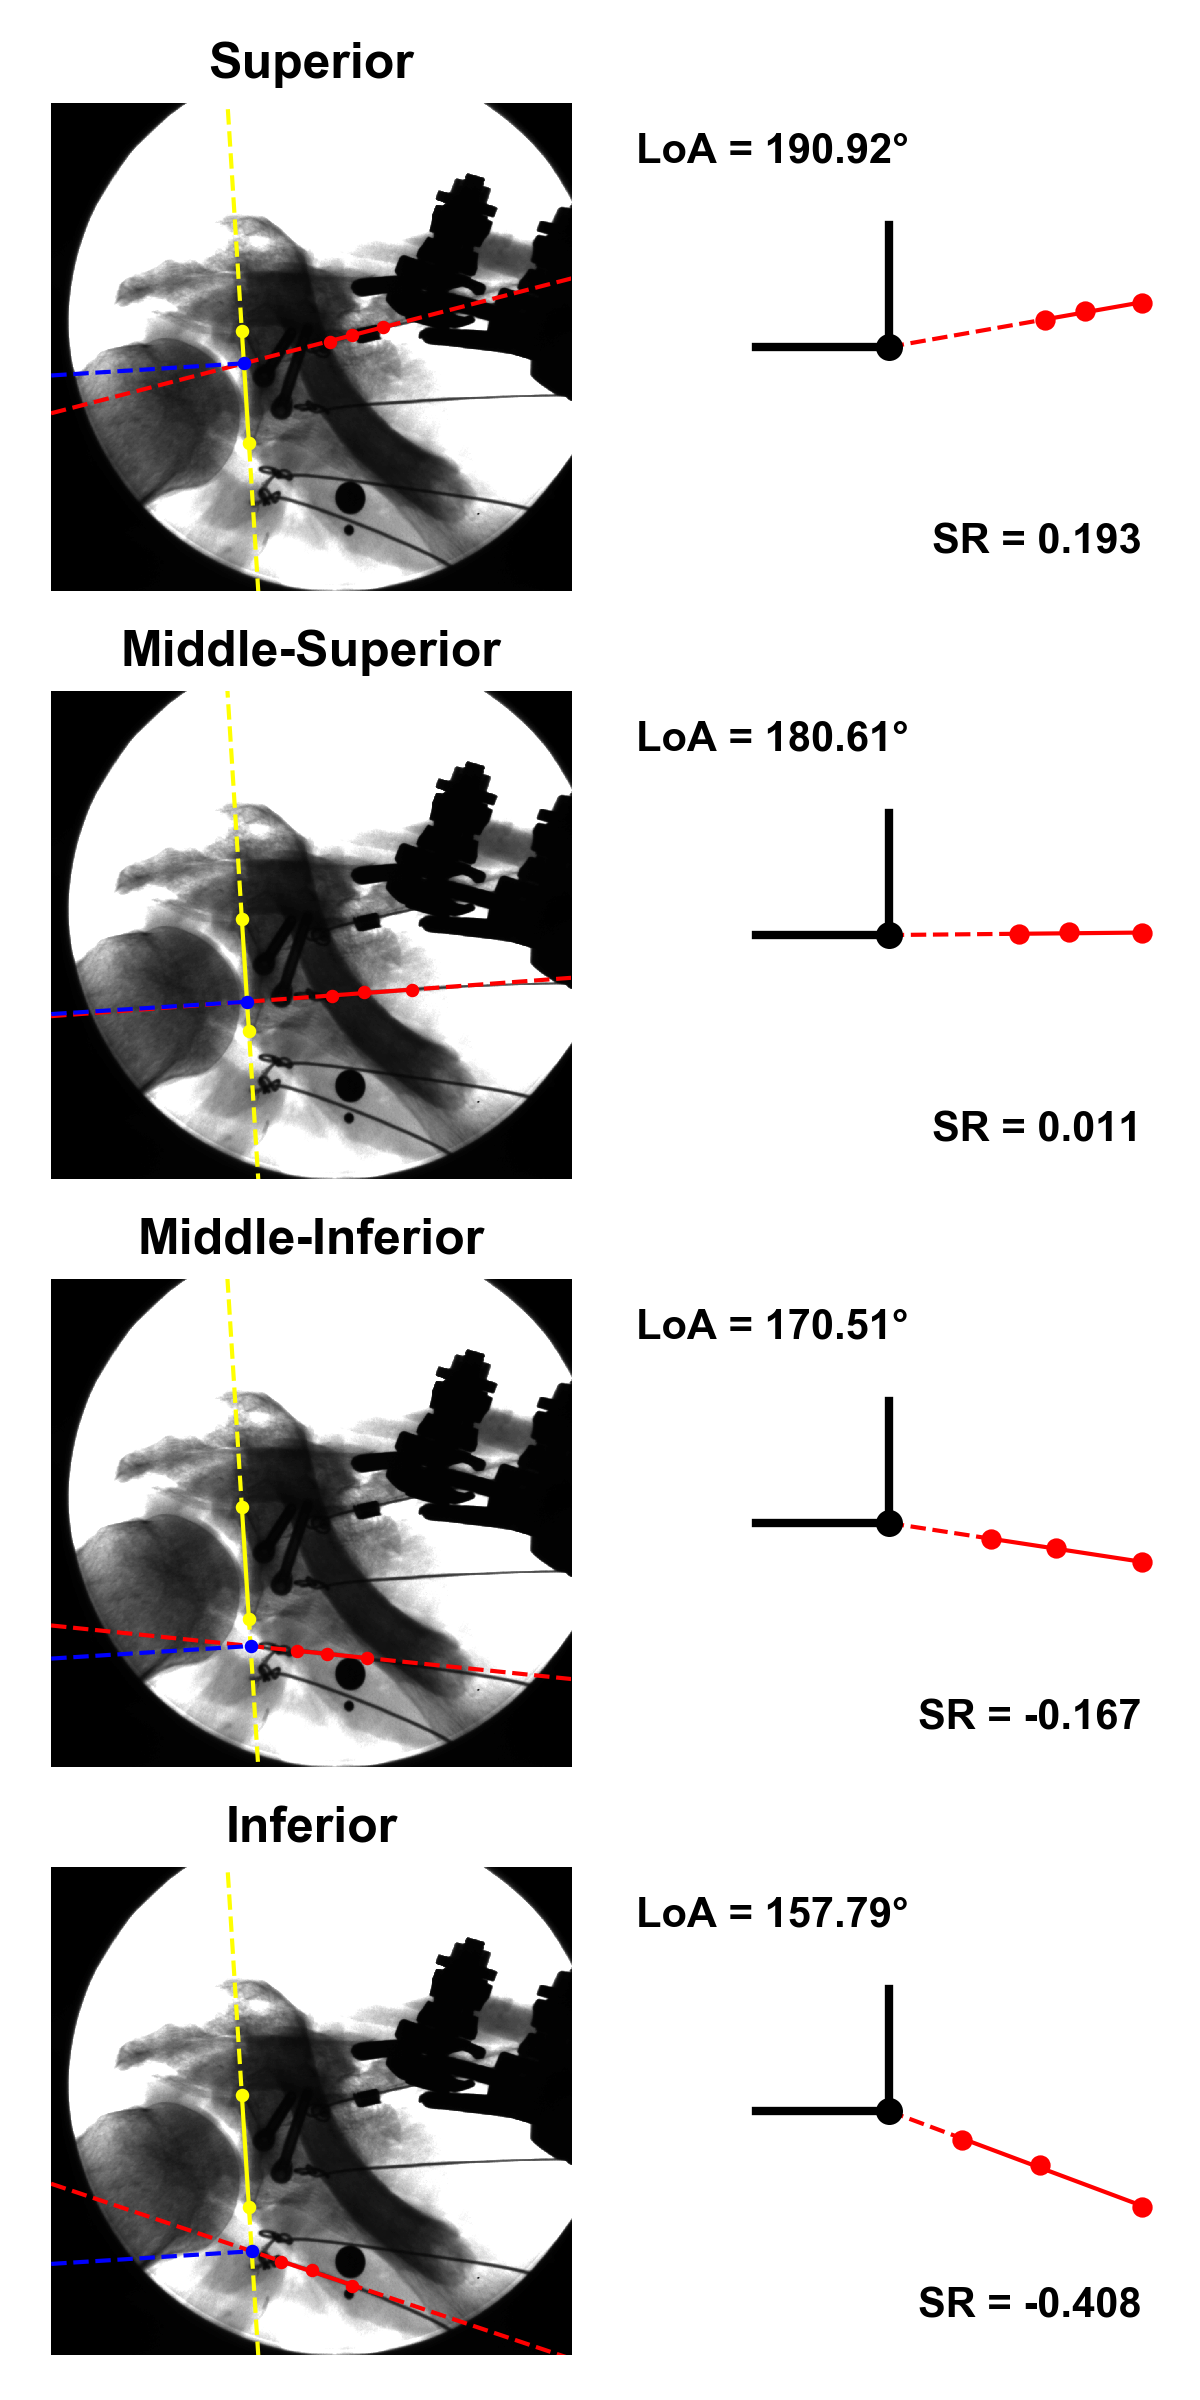 Superior
LoA = 190.92°
SR = 0.193
Middle-Superior
LoA = 180.61°
SR = 0.011
Middle-Inferior
LoA = 170.51°
SR = -0.167
Inferior
LoA = 157.79°
SR = -0.408